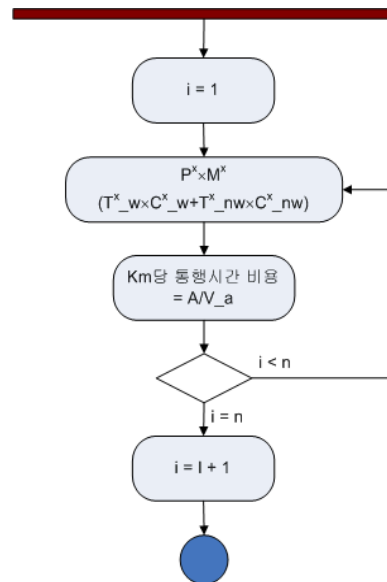 i = 1
P^x×M^x
(T^x_w×C^x_w+T^x_nw×C^x_nw)
Km당 통행시간 비용
= A/V_a
i < n
i = n
i = I + 1